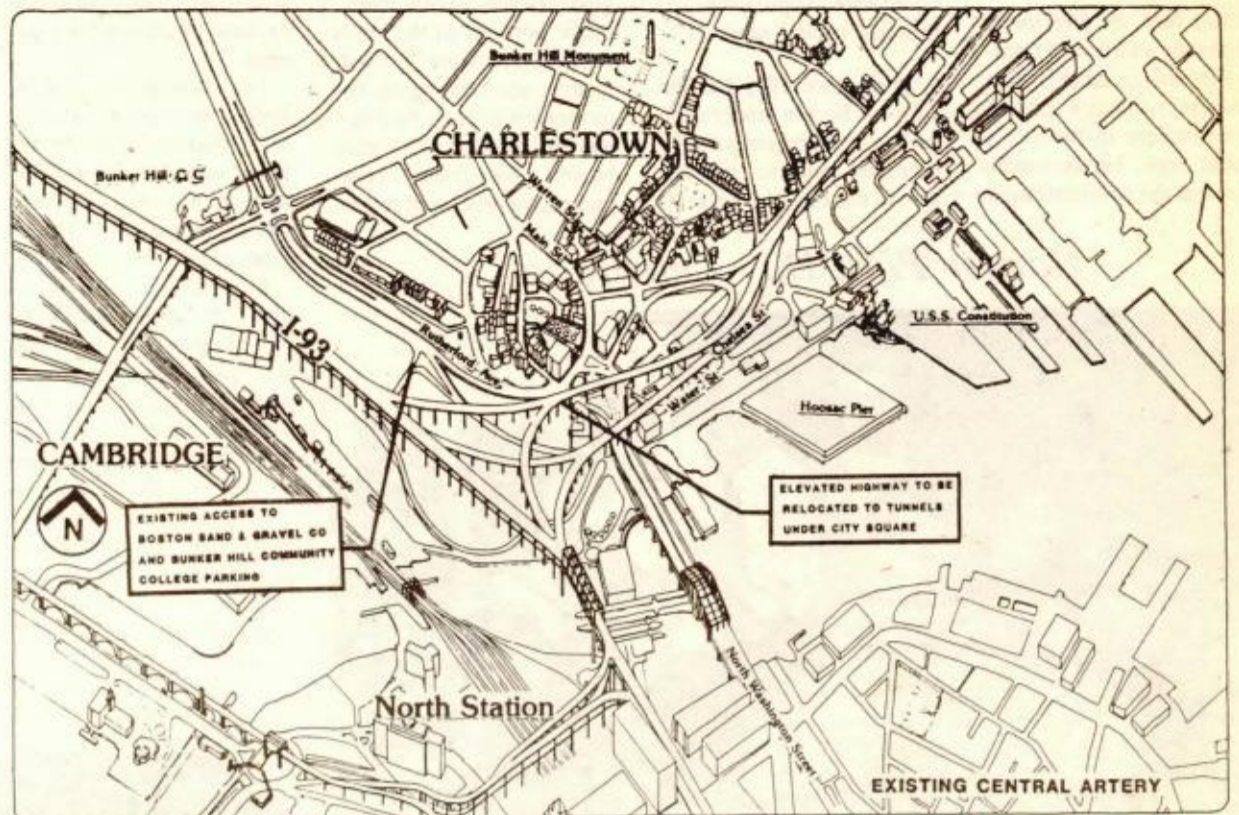 Bunker Hill Monument
CHARLESTOWN
Bunker Hill C C
Warren St
Main St
I-93
Rutherford Ave
Chelsea St
Water St
U.S.S. Constitution
Hoosac Pier
CAMBRIDGE
N
EXISTING ACCESS TO
BOSTON SAND & GRAVEL CO
AND BUNKER HILL COMMUNITY
COLLEGE PARKING
ELEVATED HIGHWAY TO BE
RELOCATED TO TUNNELS
UNDER CITY SQUARE
North Station
North Washington Street
EXISTING CENTRAL ARTERY